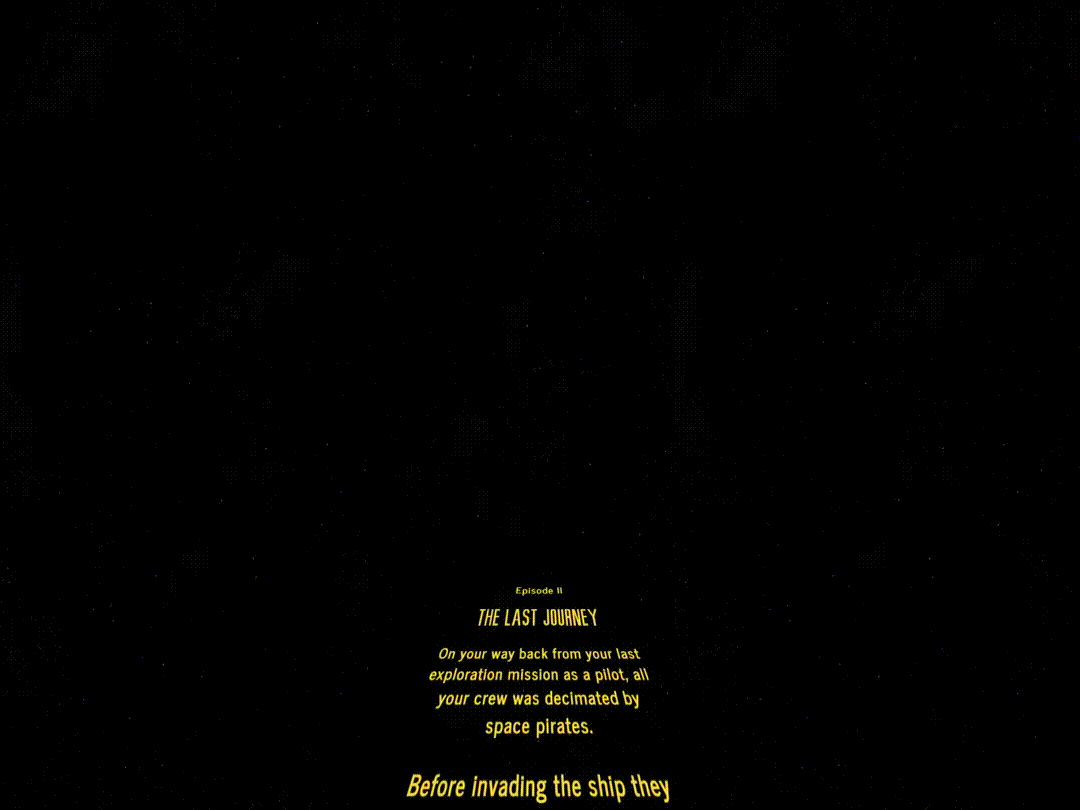 Episode II
THE LAST JOURNEY
On your way back from your last
exploration mission as a pilot, all
your crew was decimated by
space pirates.
Before invading the ship they